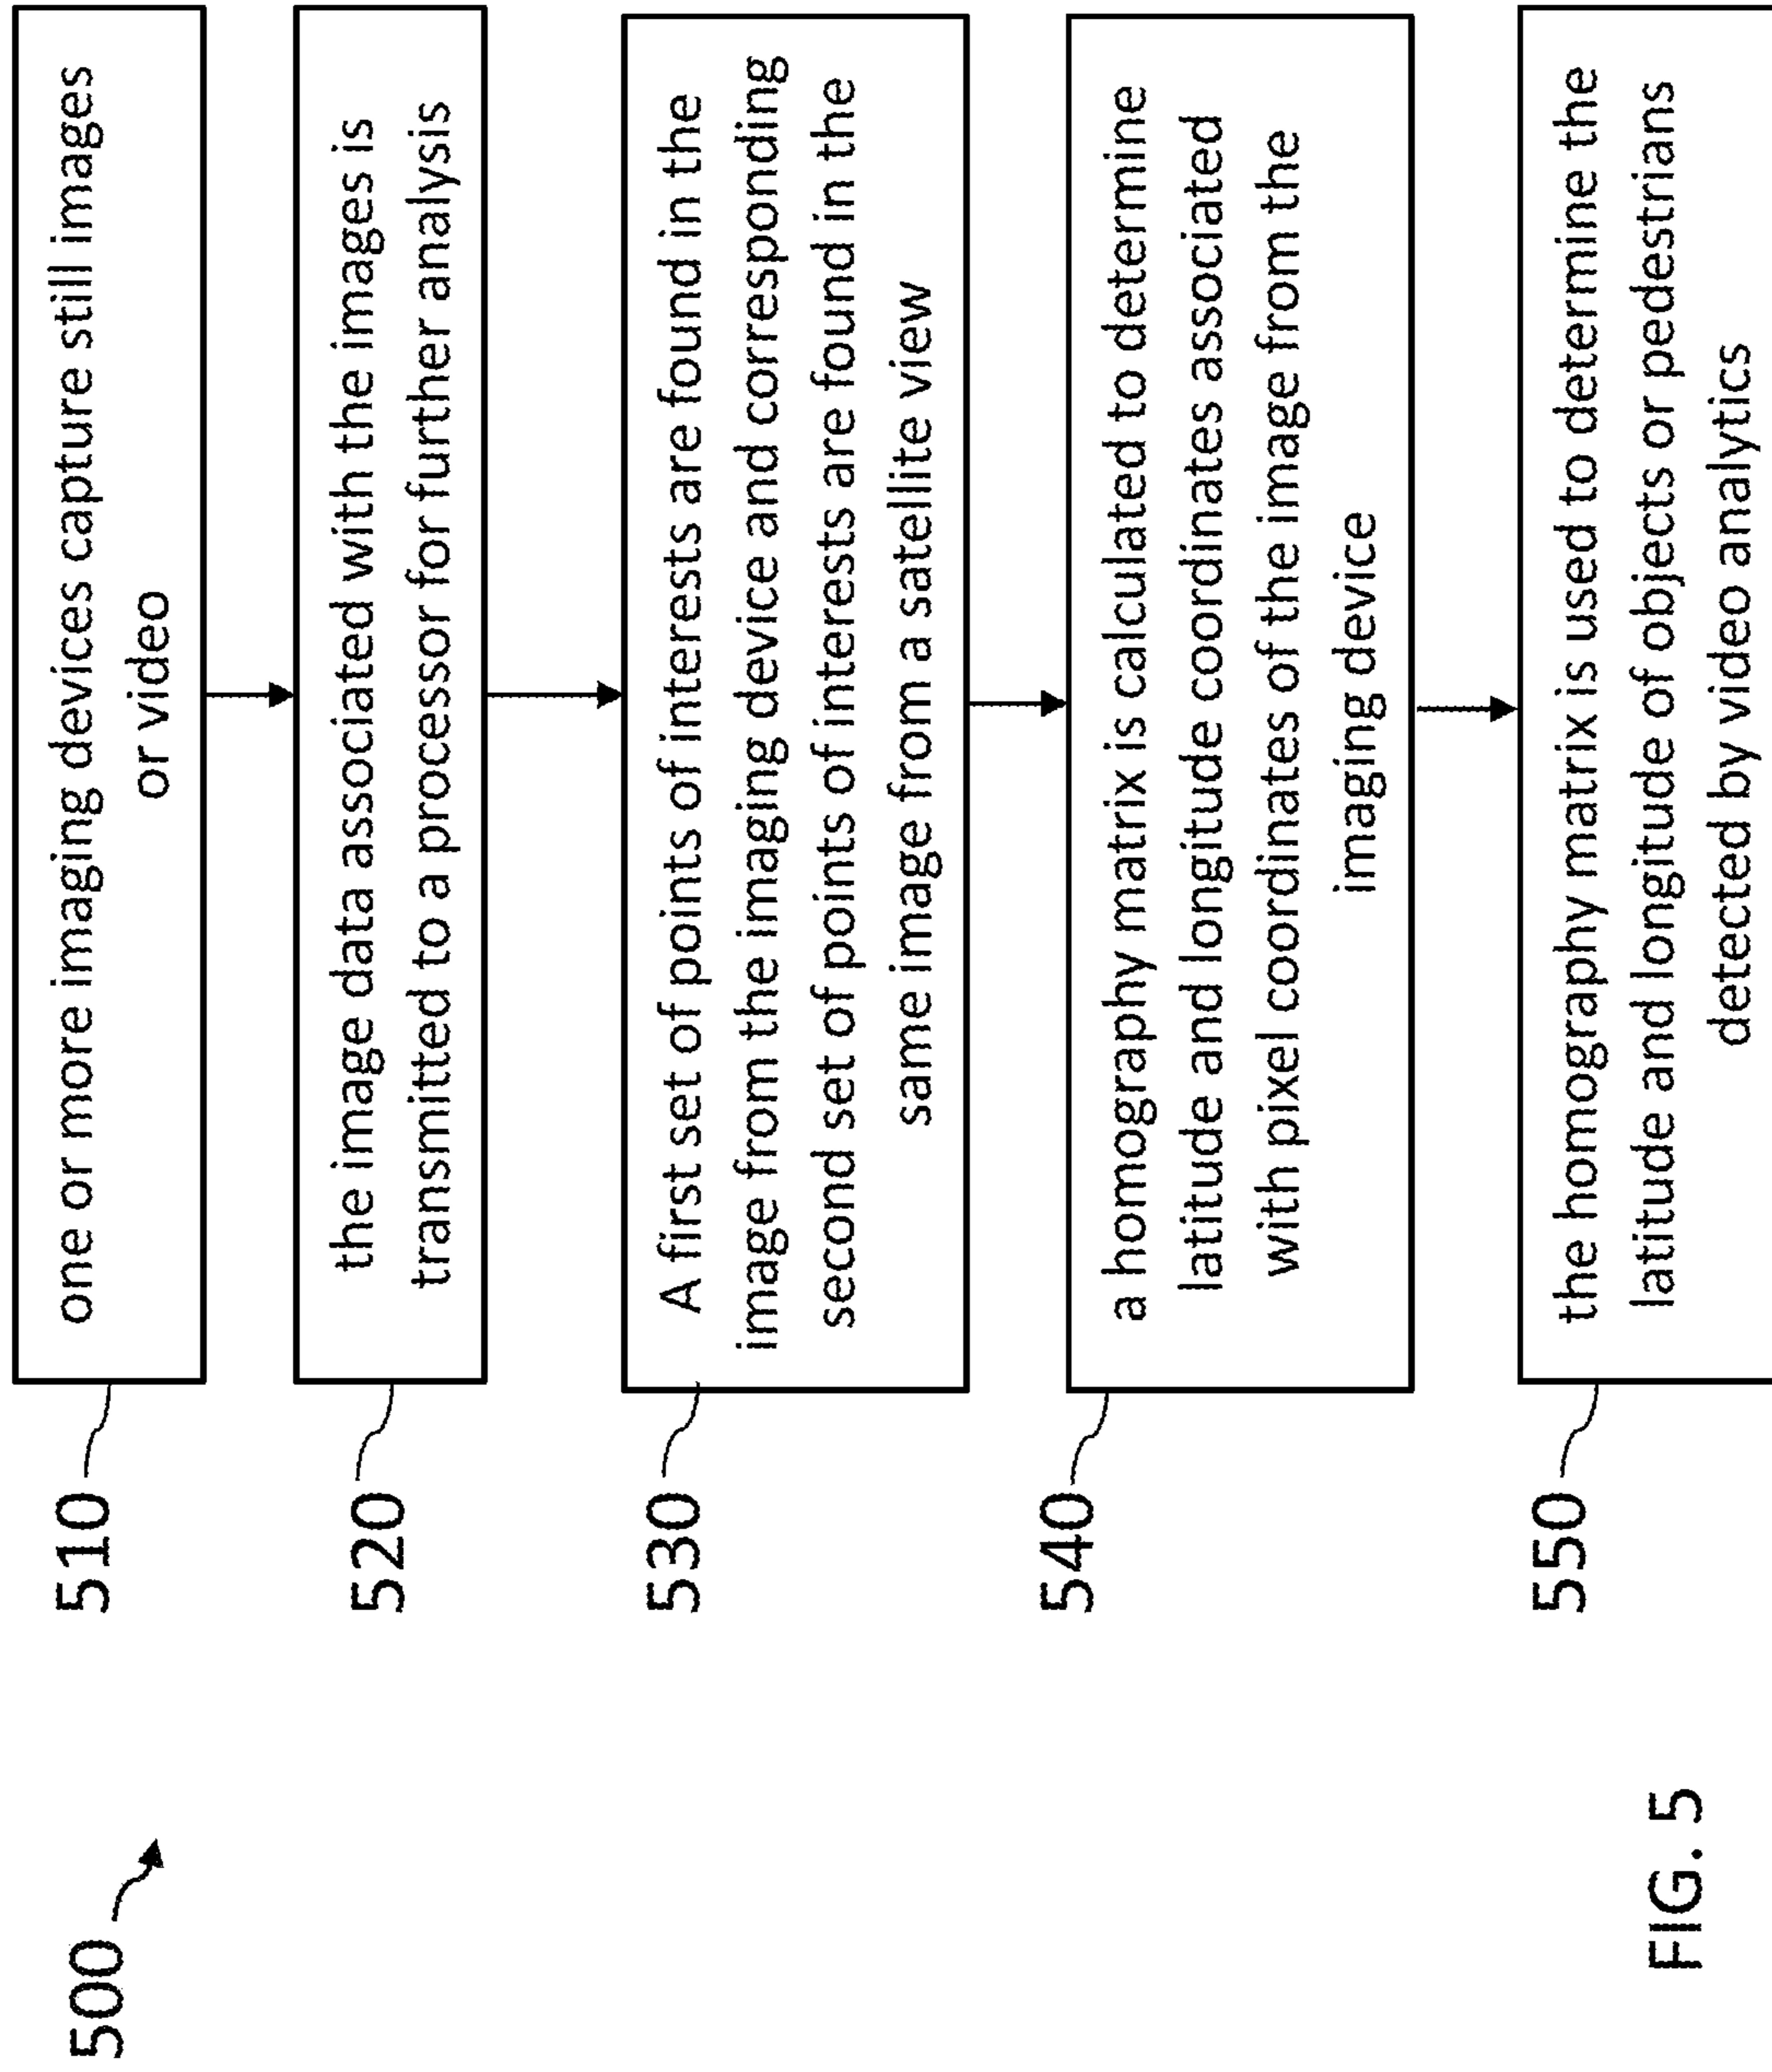 500
510
one or more imaging devices capture still images
or video
520
the image data associated with the images is
transmitted to a processor for further analysis
530
A first set of points of interests are found in the
image from the imaging device and corresponding
second set of points of interests are found in the
same image from a satellite view
540
a homography matrix is calculated to determine
latitude and longitude coordinates associated
with pixel coordinates of the image from the
imaging device
550
the homography matrix is used to determine the
latitude and longitude of objects or pedestrians
detected by video analytics
FIG. 5